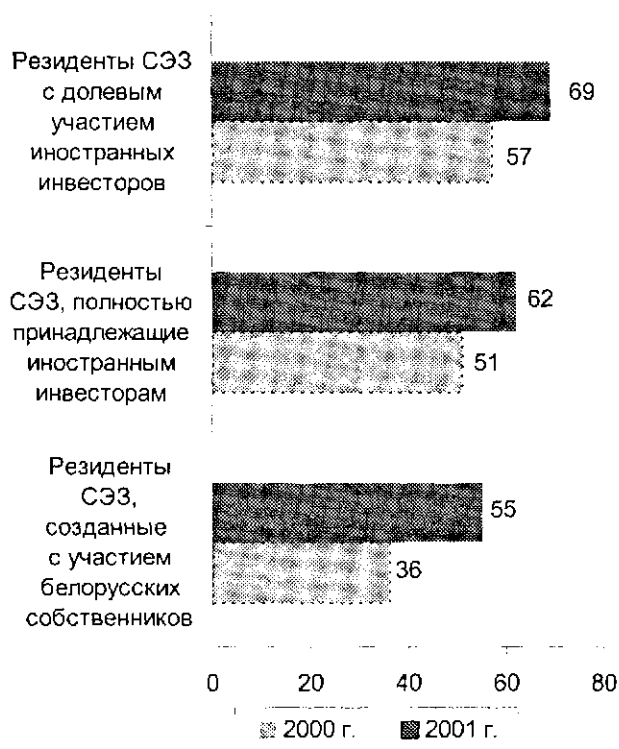 Резиденты СЭЗ
с долевым
участием
иностранных
инвесторов
69
57
Резиденты
СЭЗ, полностью
принадлежащие
иностранным
инвесторам
62
51
Резиденты
СЭЗ,
созданные
с участием
белорусских
собственников
55
36
0 20 40 60 80
2000 г. 2001 г.